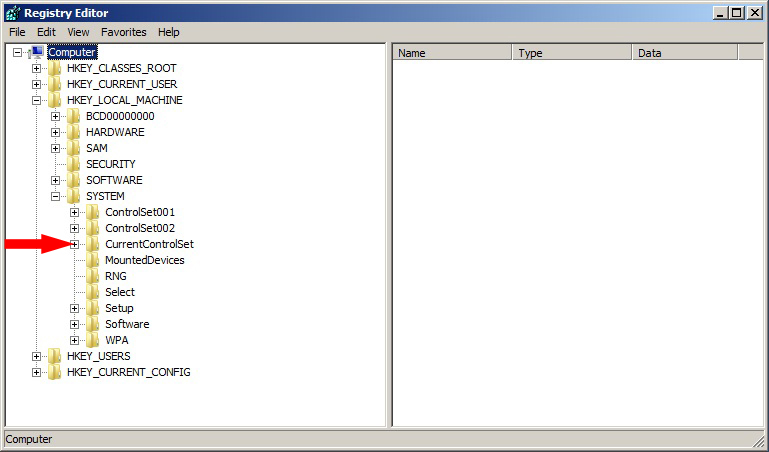 Registry Editor
File Edit View Favorites Help
Computer
HKEY_CLASSES_ROOT
HKEY_CURRENT_USER
HKEY_LOCAL_MACHINE
BCD00000000
HARDWARE
SAM
SECURITY
SOFTWARE
SYSTEM
ControlSet001
ControlSet002
CurrentControlSet
MountedDevices
RNG
Select
Setup
Software
WPA
HKEY_USERS
HKEY_CURRENT_CONFIG
Name Type Data
Computer